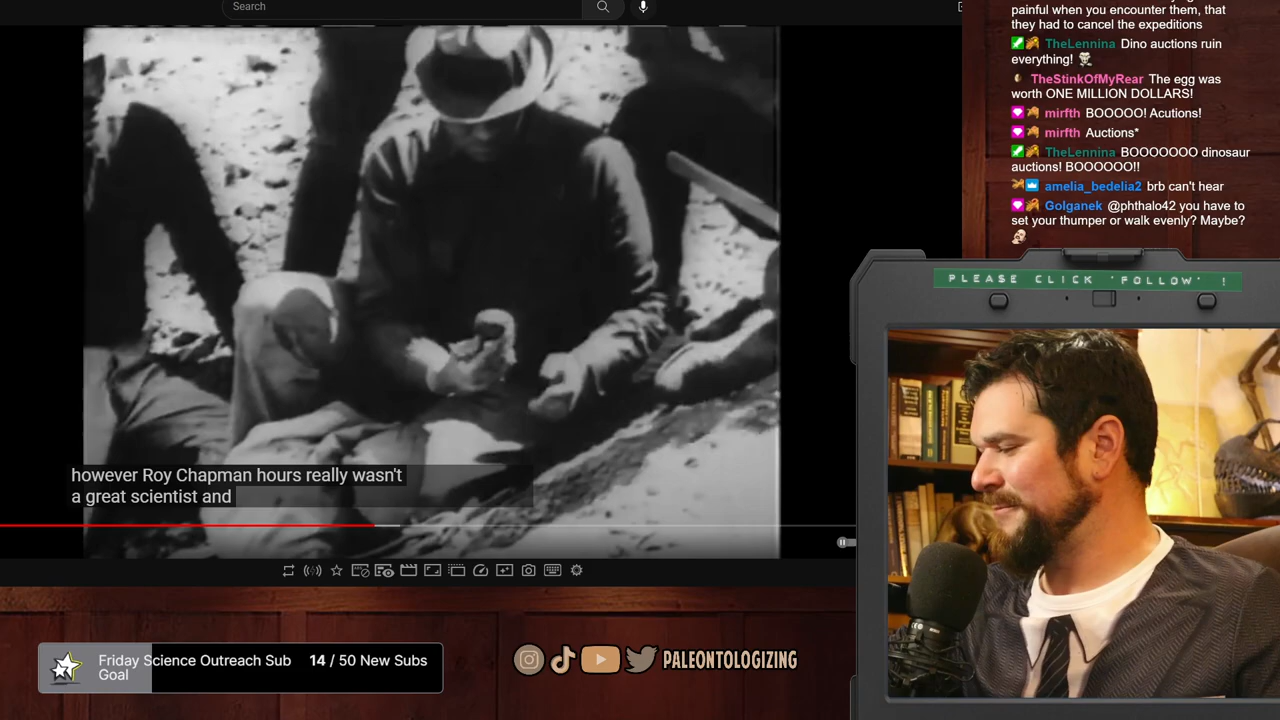 Search
painful when you encounter them, that
they had to cancel the expeditions
TheLennina Dino auctions ruin
everything!
TheStinkOfMyRear The egg was
worth ONE MILLION DOLLARS!
mirfth BOOOOO! Acutions!
mirfth Auctions*
TheLennina BOOOOOOO dinosaur
auctions! BOOOOOO!!
amelia_bedelia2 brb can't hear
Golganek @phthalo42 you have to
set your thumper or walk evenly? Maybe?
PLEASE CLICK 'FOLLOW' !
however Roy Chapman hours really wasn't
a great scientist and
Friday Science Outreach Sub
Goal
14 / 50 New Subs
PALEONTOLOGIZING